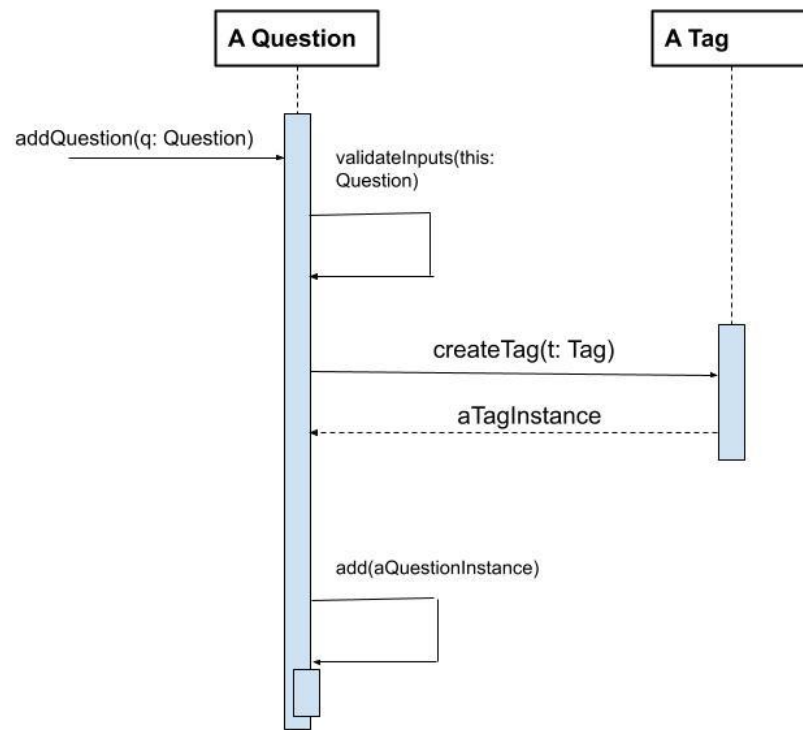 A Question
A Tag
addQuestion(q: Question)
validateInputs(this:
Question)
createTag(t: Tag)
aTagInstance
add(aQuestionInstance)